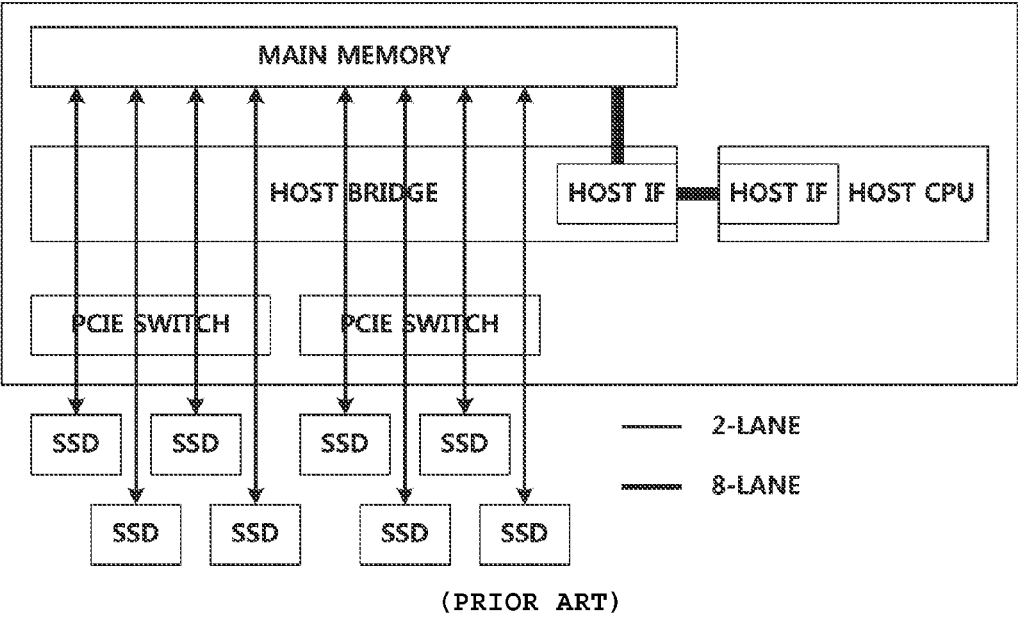 MAIN MEMORY
HOST BRIDGE
HOST IF
HOST IF
HOST CPU
PCIE SWITCH
PCIE SWITCH
SSD
SSD
SSD
SSD
2-LANE
8-LANE
SSD
SSD
SSD
SSD
(PRIOR ART)